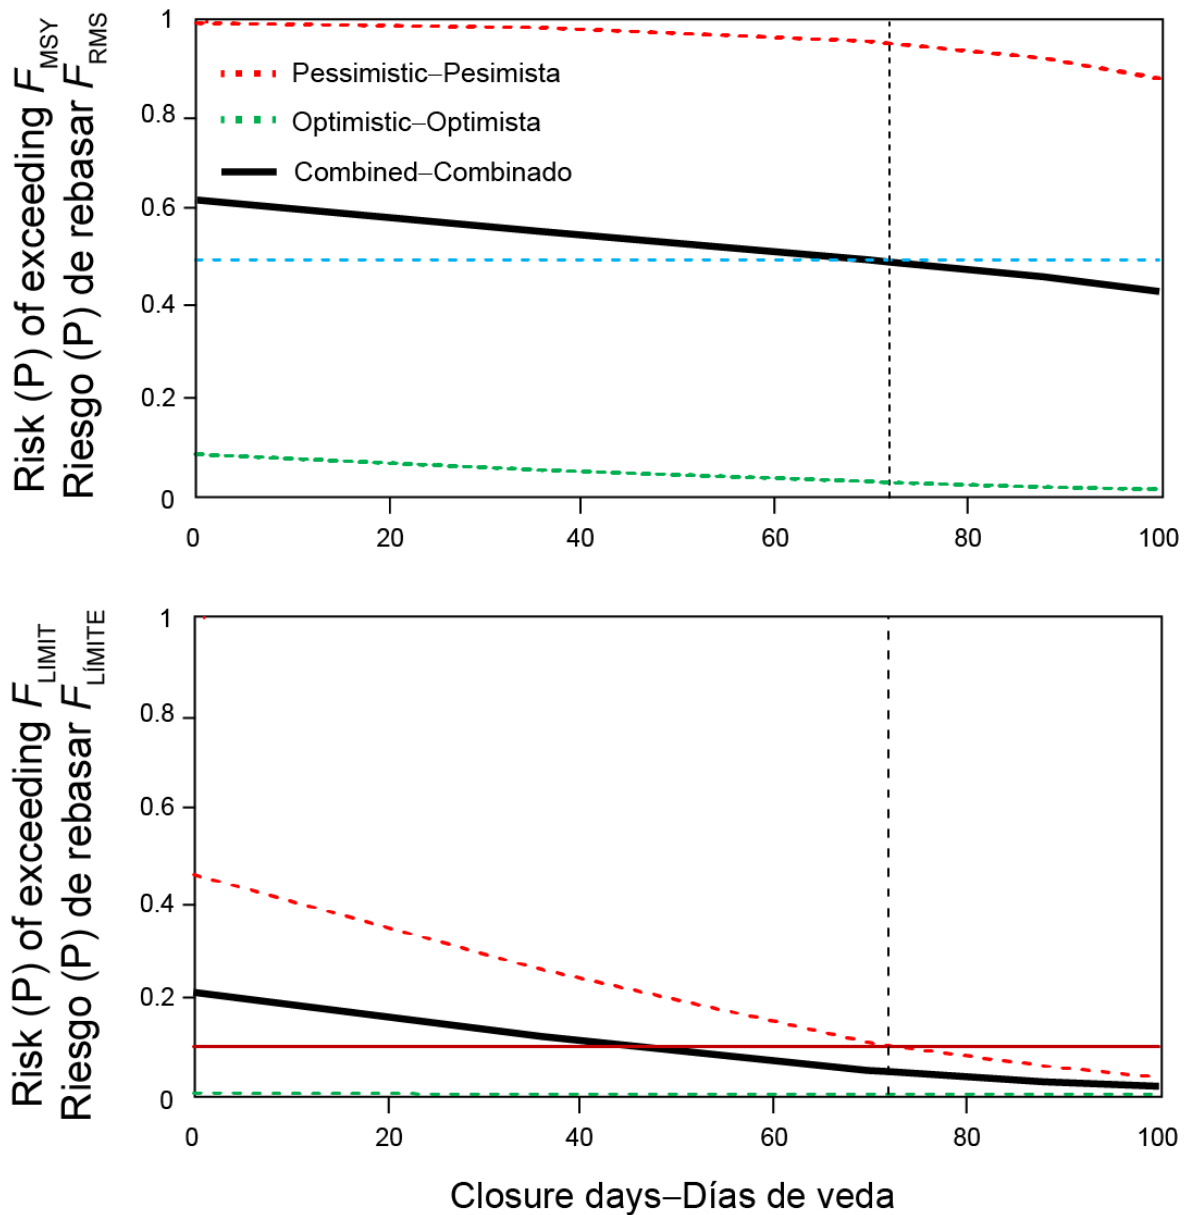 Risk (P) of exceeding FMSY
Riesgo (P) de rebasar FRMS
1
0.8
0.6
0.4
0.2
0
Pessimistic–Pesimista
Optimistic–Optimista
Combined–Combinado
0 20 40 60 80 100
Risk (P) of exceeding FLIMIT
Riesgo (P) de rebasar FLÍMITE
1
0.8
0.6
0.4
0.2
0
0 20 40 60 80 100
Closure days–Días de veda